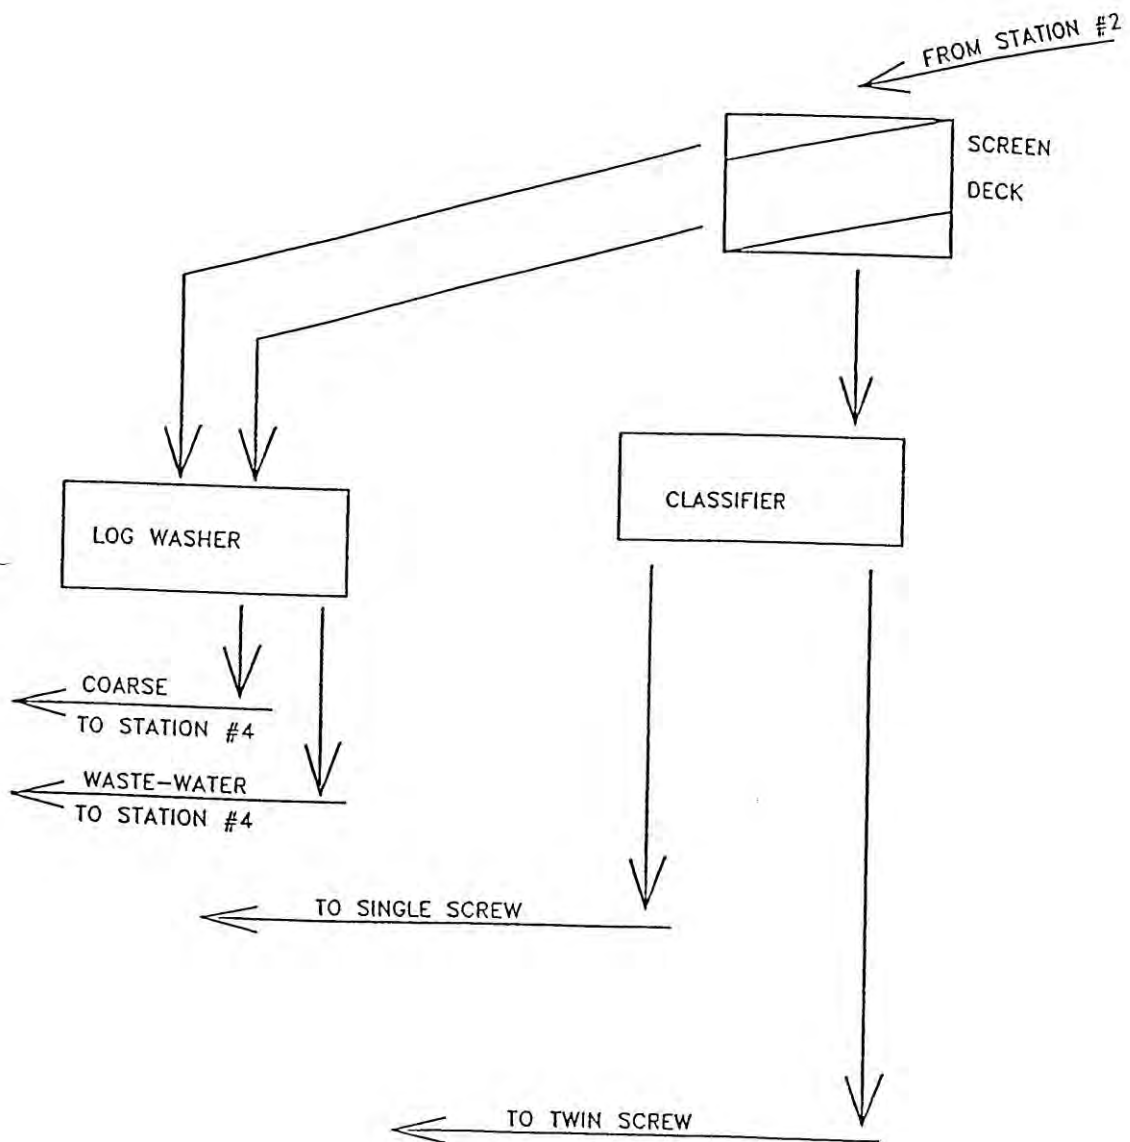 FROM STATION #2
SCREEN
DECK
CLASSIFIER
LOG WASHER
COARSE
TO STATION #4
WASTE-WATER
TO STATION #4
TO SINGLE SCREW
TO TWIN SCREW